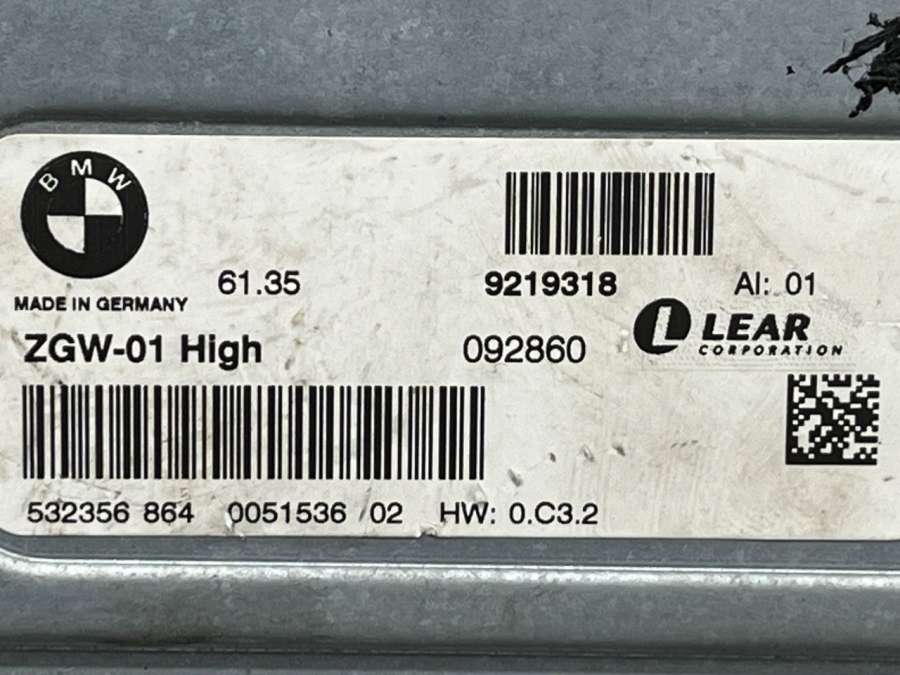 BMW
61.35 9219318 AI: 01
MADE IN GERMANY
ZGW-01 High 092860 LEAR
CORPORATION
532356 864 0051536 02 HW: 0.C3.2